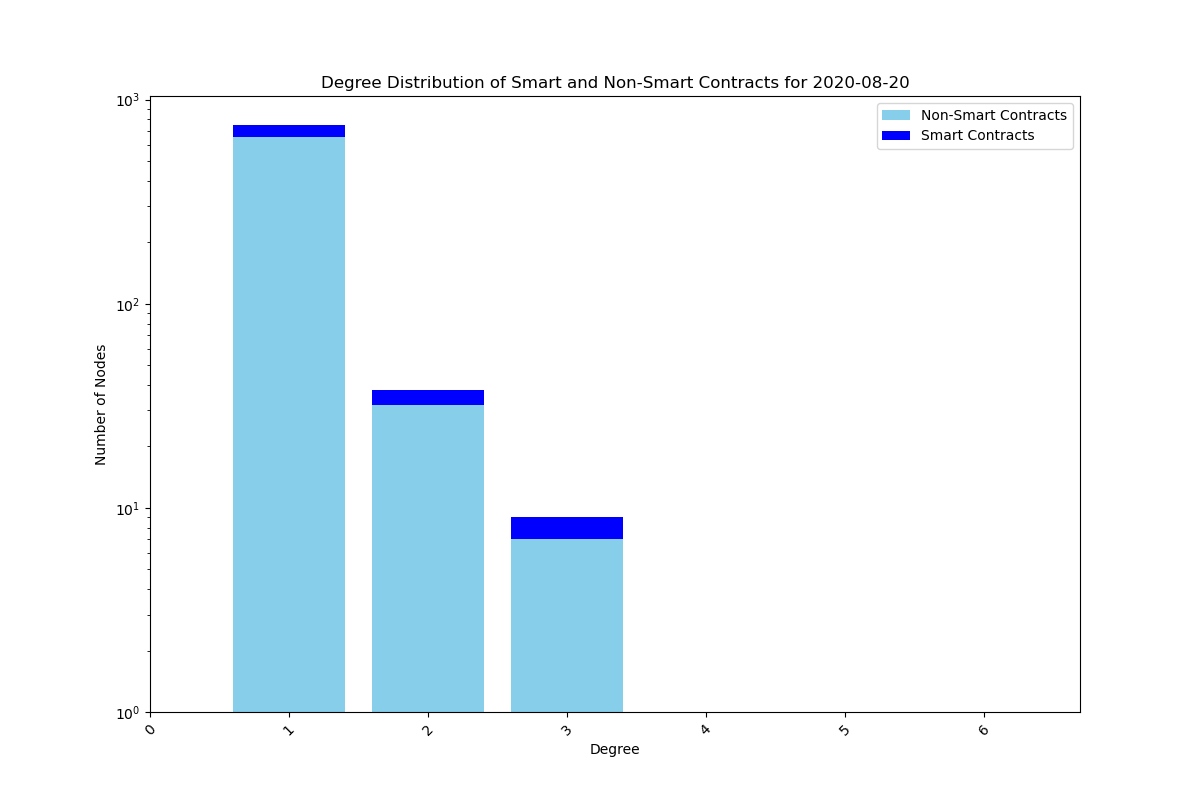 Degree Distribution of Smart and Non-Smart Contracts for 2020-08-20
Non-Smart Contracts
Smart Contracts
Number of Nodes
10³
10²
10¹
10⁰
0 1 2 3 4 5 6
Degree